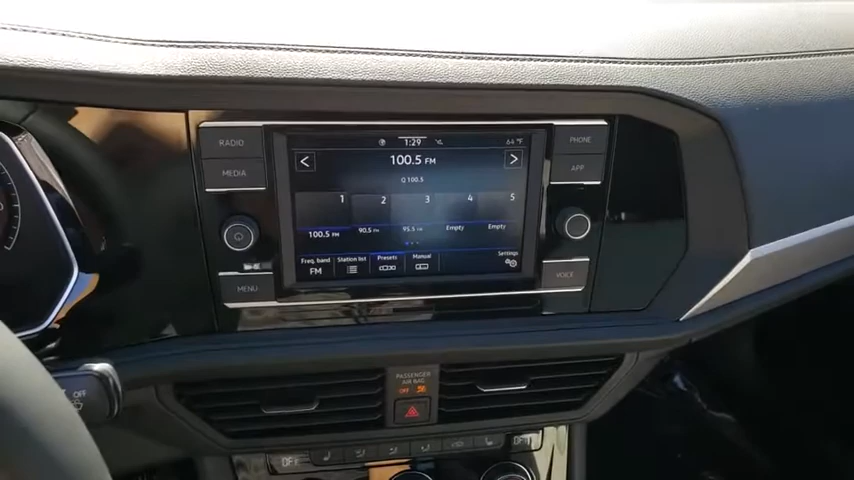 RADIO
MEDIA
MENU
PHONE
APP
VOICE
1:29
64°F
<
100.5 FM
>
Q 100.5
1 2 3 4 5
100.5 FM 90.5 FM 95.5 FM Empty Empty
Freq. band Station list Presets Manual Settings
FM
PASSENGER
AIR BAG
OFF
OFF
OFF